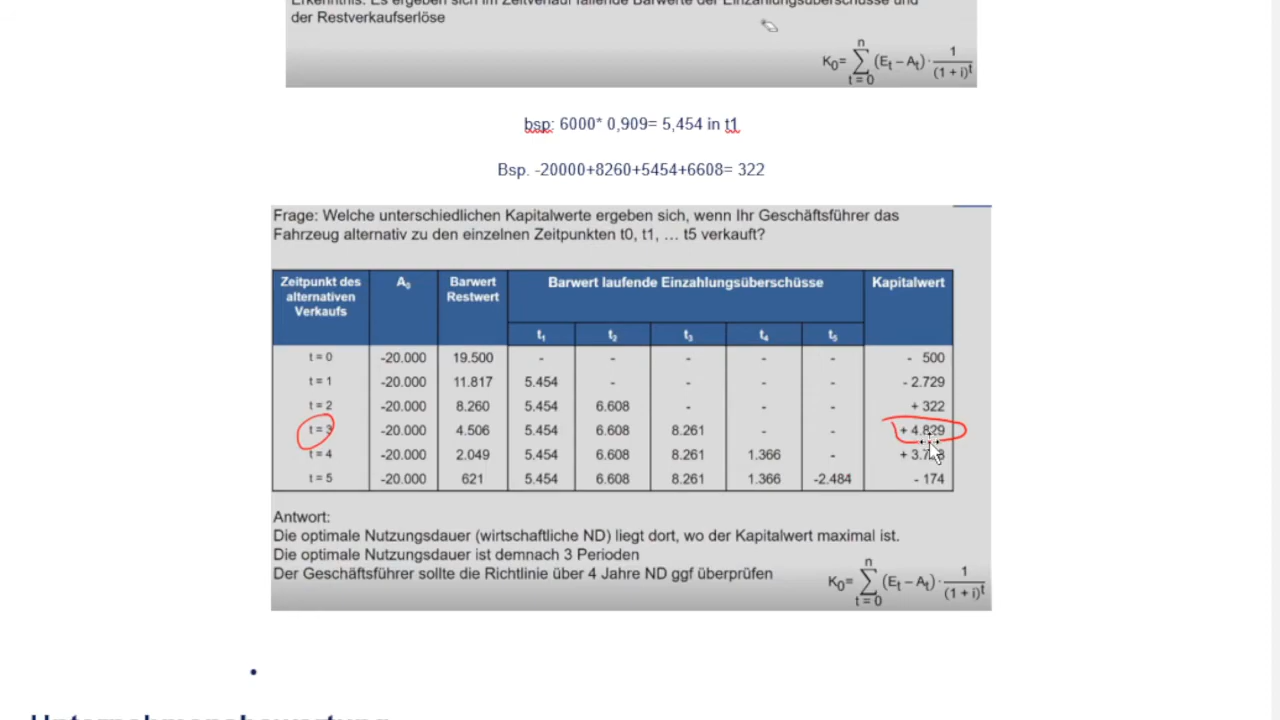 der Restverkaufserlöse
K₀= n ∑ t = 0 (Eₜ – Aₜ) · 1 / (1 + i)ᵗ
bsp: 6000* 0,909= 5,454 in t1
Bsp. -20000+8260+5454+6608= 322
Frage: Welche unterschiedlichen Kapitalwerte ergeben sich, wenn Ihr Geschäftsführer das
Fahrzeug alternativ zu den einzelnen Zeitpunkten t0, t1, … t5 verkauft?
Zeitpunkt des alternativen Verkaufs A₀ Barwert Restwert Barwert laufende Einzahlungsüberschüsse Kapitalwert
t₁ t₂ t₃ t₄ t₅
t = 0 -20.000 19.500 - - - - - - 500
t = 1 -20.000 11.817 5.454 - - - - - 2.729
t = 2 -20.000 8.260 5.454 6.608 - - - + 322
t = 3 -20.000 4.506 5.454 6.608 8.261 - - + 4.829
t = 4 -20.000 2.049 5.454 6.608 8.261 1.366 -
t = 5 -20.000 621 5.454 6.608 8.261 1.366 -2.484 - 174
Antwort:
Die optimale Nutzungsdauer (wirtschaftliche ND) liegt dort, wo der Kapitalwert maximal ist.
Die optimale Nutzungsdauer ist demnach 3 Perioden
Der Geschäftsführer sollte die Richtlinie über 4 Jahre ND ggf überprüfen
K₀= n ∑ t = 0 (Eₜ – Aₜ) · 1 / (1 + i)ᵗ